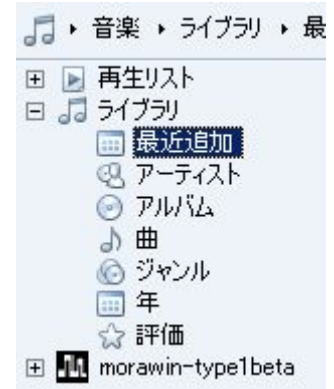 音楽 ライブラリ 最
再生リスト
ライブラリ
最近追加
アーティスト
アルバム
曲
ジャンル
年
評価
morawin-type1beta